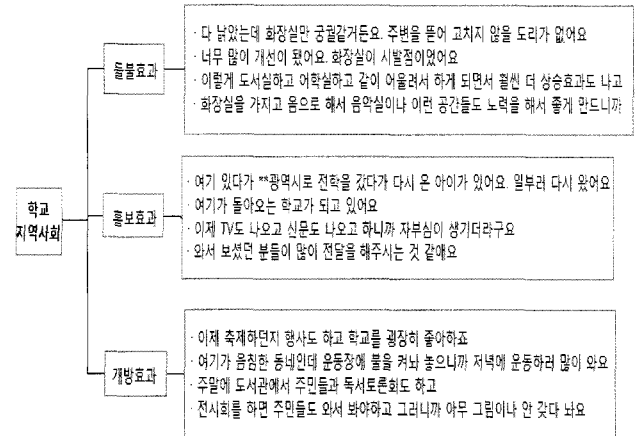 학교
지역사회
들불효과
· 다 낡았는데 화장실만 궁궐같거든요. 주변을 뜯어 고치지 않을 도리가 없어요
· 너무 많이 개선이 됐어요. 화장실이 시발점이었어요
· 이렇게 도서실하고 어학실하고 같이 어울려서 하게 되면서 훨씬 더 상승효과도 나고
· 화장실을 가지고 옴으로 해서 음악실이나 이런 공간들도 노력을 해서 좋게 만드니까
홍보효과
· 여기 있다가 **광역시로 전학을 갔다가 다시 온 아이가 있어요. 일부러 다시 왔어요
· 여기가 돌아오는 학교가 되고 있어요
· 이제 TV도 나오고 신문도 나오고 하니까 자부심이 생기더라구요
· 와서 보셨던 분들이 많이 전달을 해주시는 것 같애요
개방효과
· 이제 축제하던지 행사도 하고 학교를 굉장히 좋아하죠
· 여기가 음침한 동네인데 운동장에 불을 켜놔 놓으니까 저녁에 운동하러 많이 와요
· 주말에 도서관에서 주민들과 독서토론회도 하고
· 전시회를 하면 주민들도 와서 봐야하고 그러니까 아무 그림이나 안 갖다 놔요